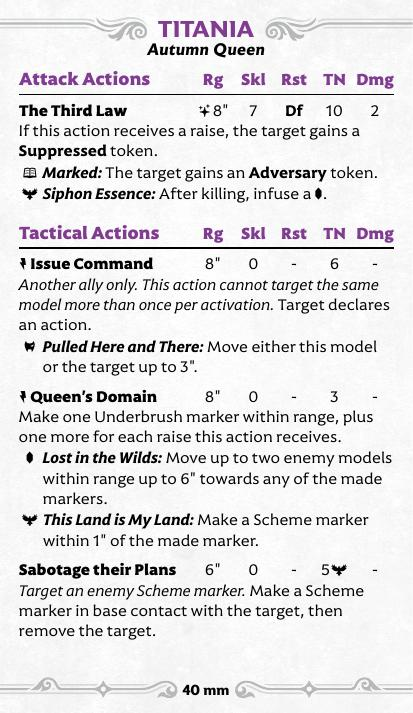 TITANIA
Autumn Queen
Attack Actions Rg Skl Rst TN Dmg
The Third Law 8" 7 Df 10 2
If this action receives a raise, the target gains a
Suppressed token.
Marked: The target gains an Adversary token.
Siphon Essence: After killing, infuse a .
Tactical Actions Rg Skl Rst TN Dmg
Issue Command 8" 0 - 6 -
Another ally only. This action cannot target the same
model more than once per activation. Target declares
an action.
Pulled Here and There: Move either this model
or the target up to 3".
Queen's Domain 8" 0 - 3 -
Make one Underbrush marker within range, plus
one more for each raise this action receives.
Lost in the Wilds: Move up to two enemy models
within range up to 6" towards any of the made
markers.
This Land is My Land: Make a Scheme marker
within 1" of the made marker.
Sabotage their Plans 6" 0 - 5 -
Target an enemy Scheme marker. Make a Scheme
marker in base contact with the target, then
remove the target.
40 mm